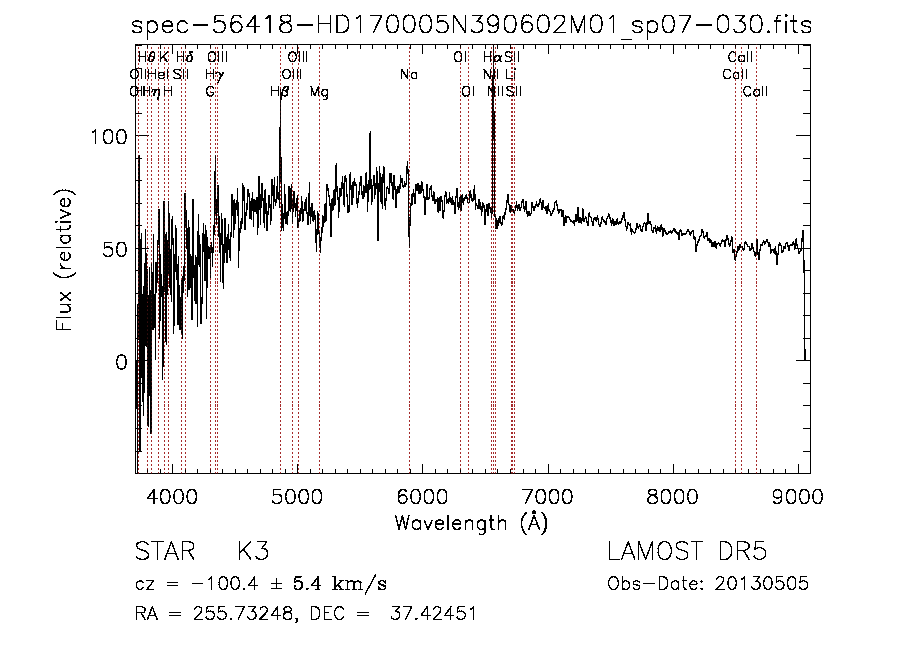 spec-56418-HD170005N390602M01_sp07-030.fits
Hθ K Hδ OIII OIII OI Hα SII CaII
OII HeI SII Hγ OIII Na NII Li CaII
OII Hη H G Hβ Mg OI NII SII CaII
100
50
0
Flux (relative)
4000 5000 6000 7000 8000 9000
Wavelength (Å)
STAR K3 LAMOST DR5
cz = -100.4 ± 5.4 km/s Obs-Date: 20130505
RA = 255.73248, DEC = 37.42451